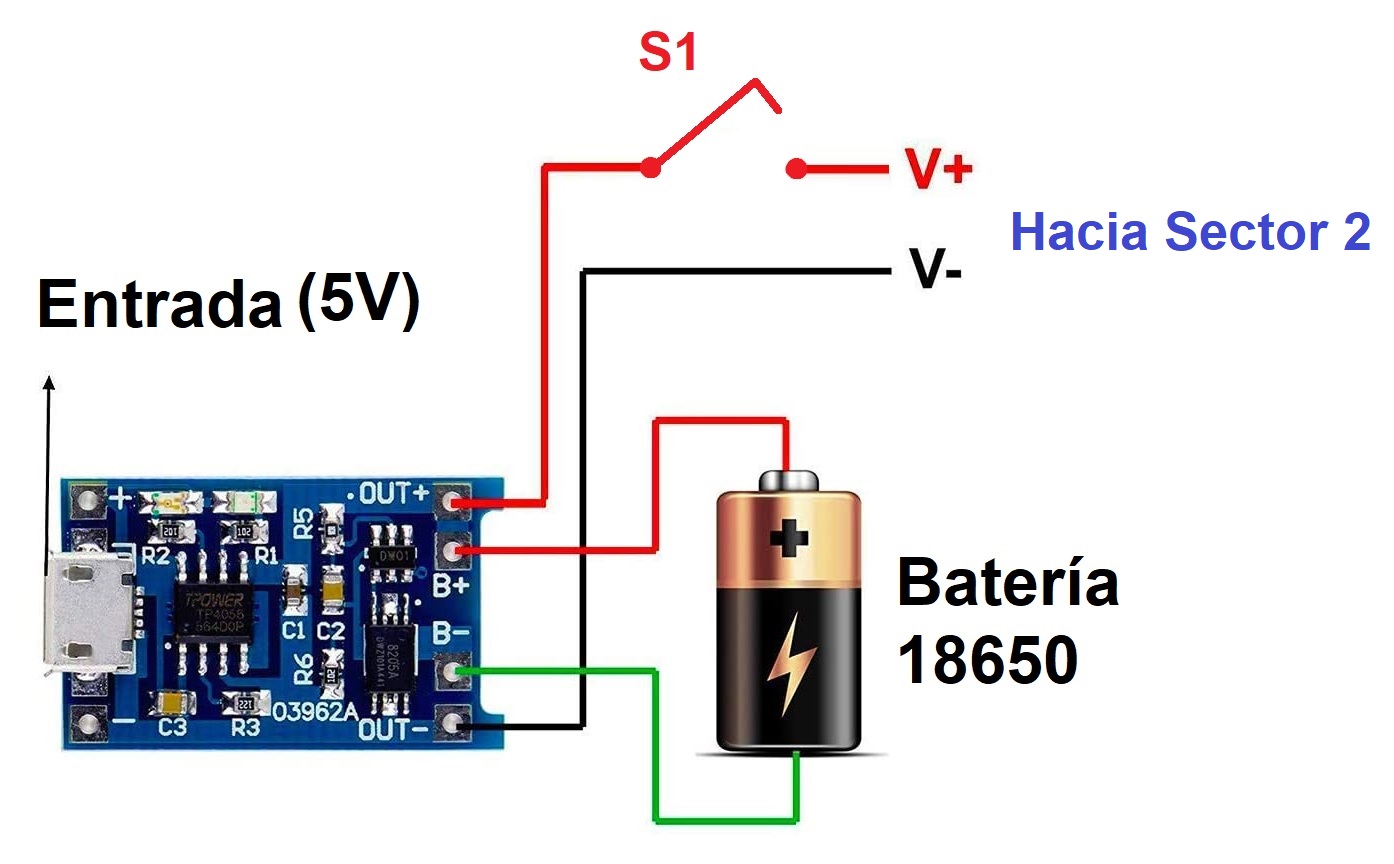 S1
V+
Hacia Sector 2
V-
Entrada (5V)
+
OUT+
R5
R2
R1
DW01
B+
TPOWER
TP4056
C1
C2
B-
8205A
R6
C3
R3
03962A
OUT-
-
+
Batería
18650